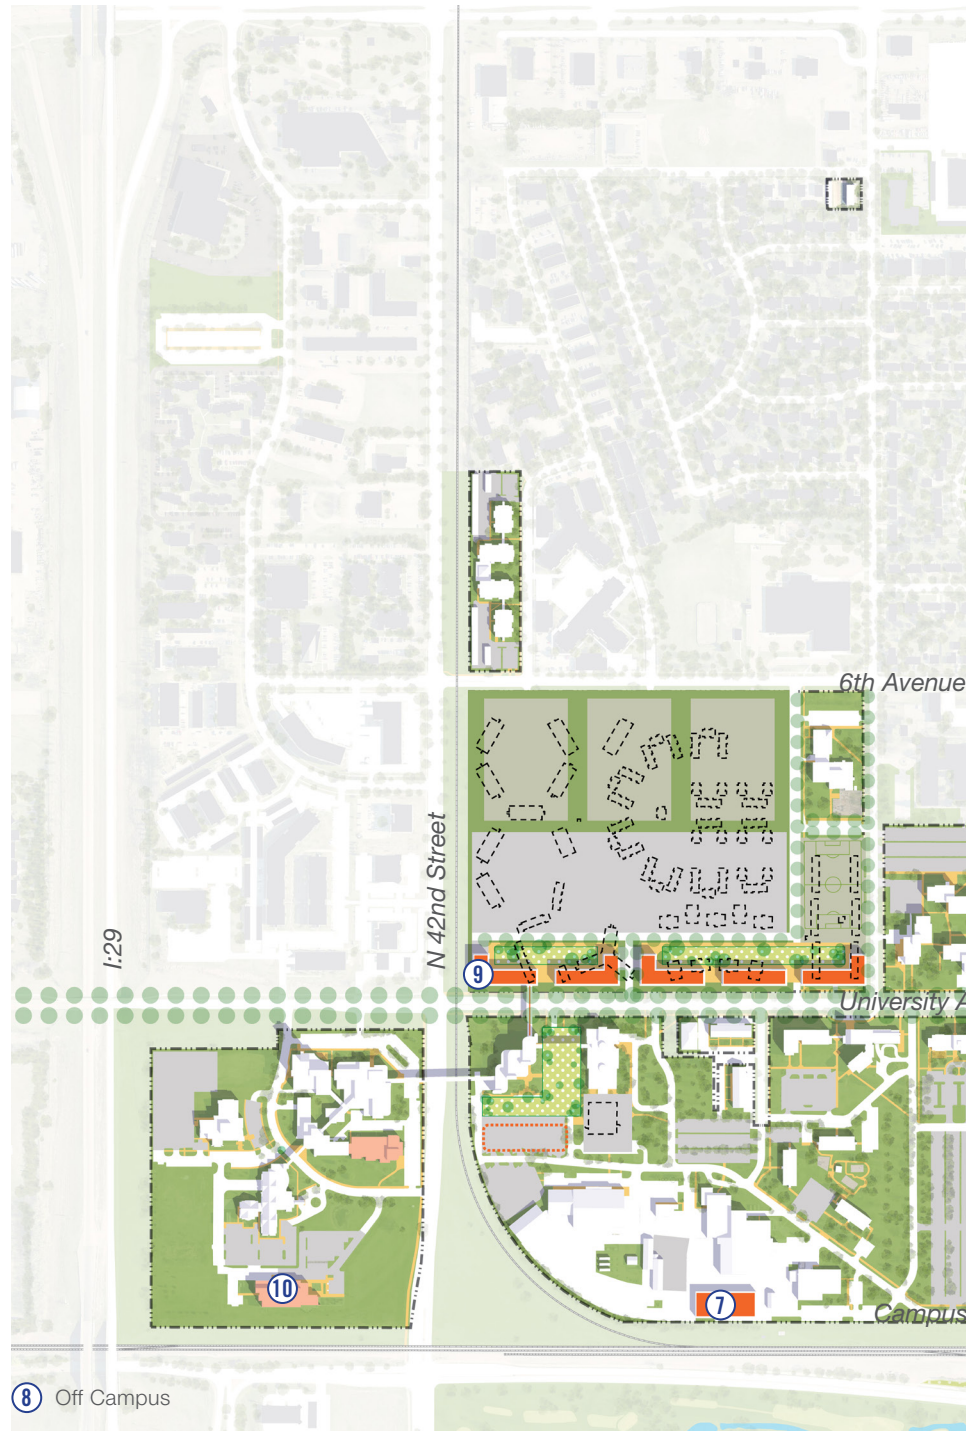 6th Avenue
N 42nd Street
I:29
9
University A
10
7
Campus
8 Off Campus